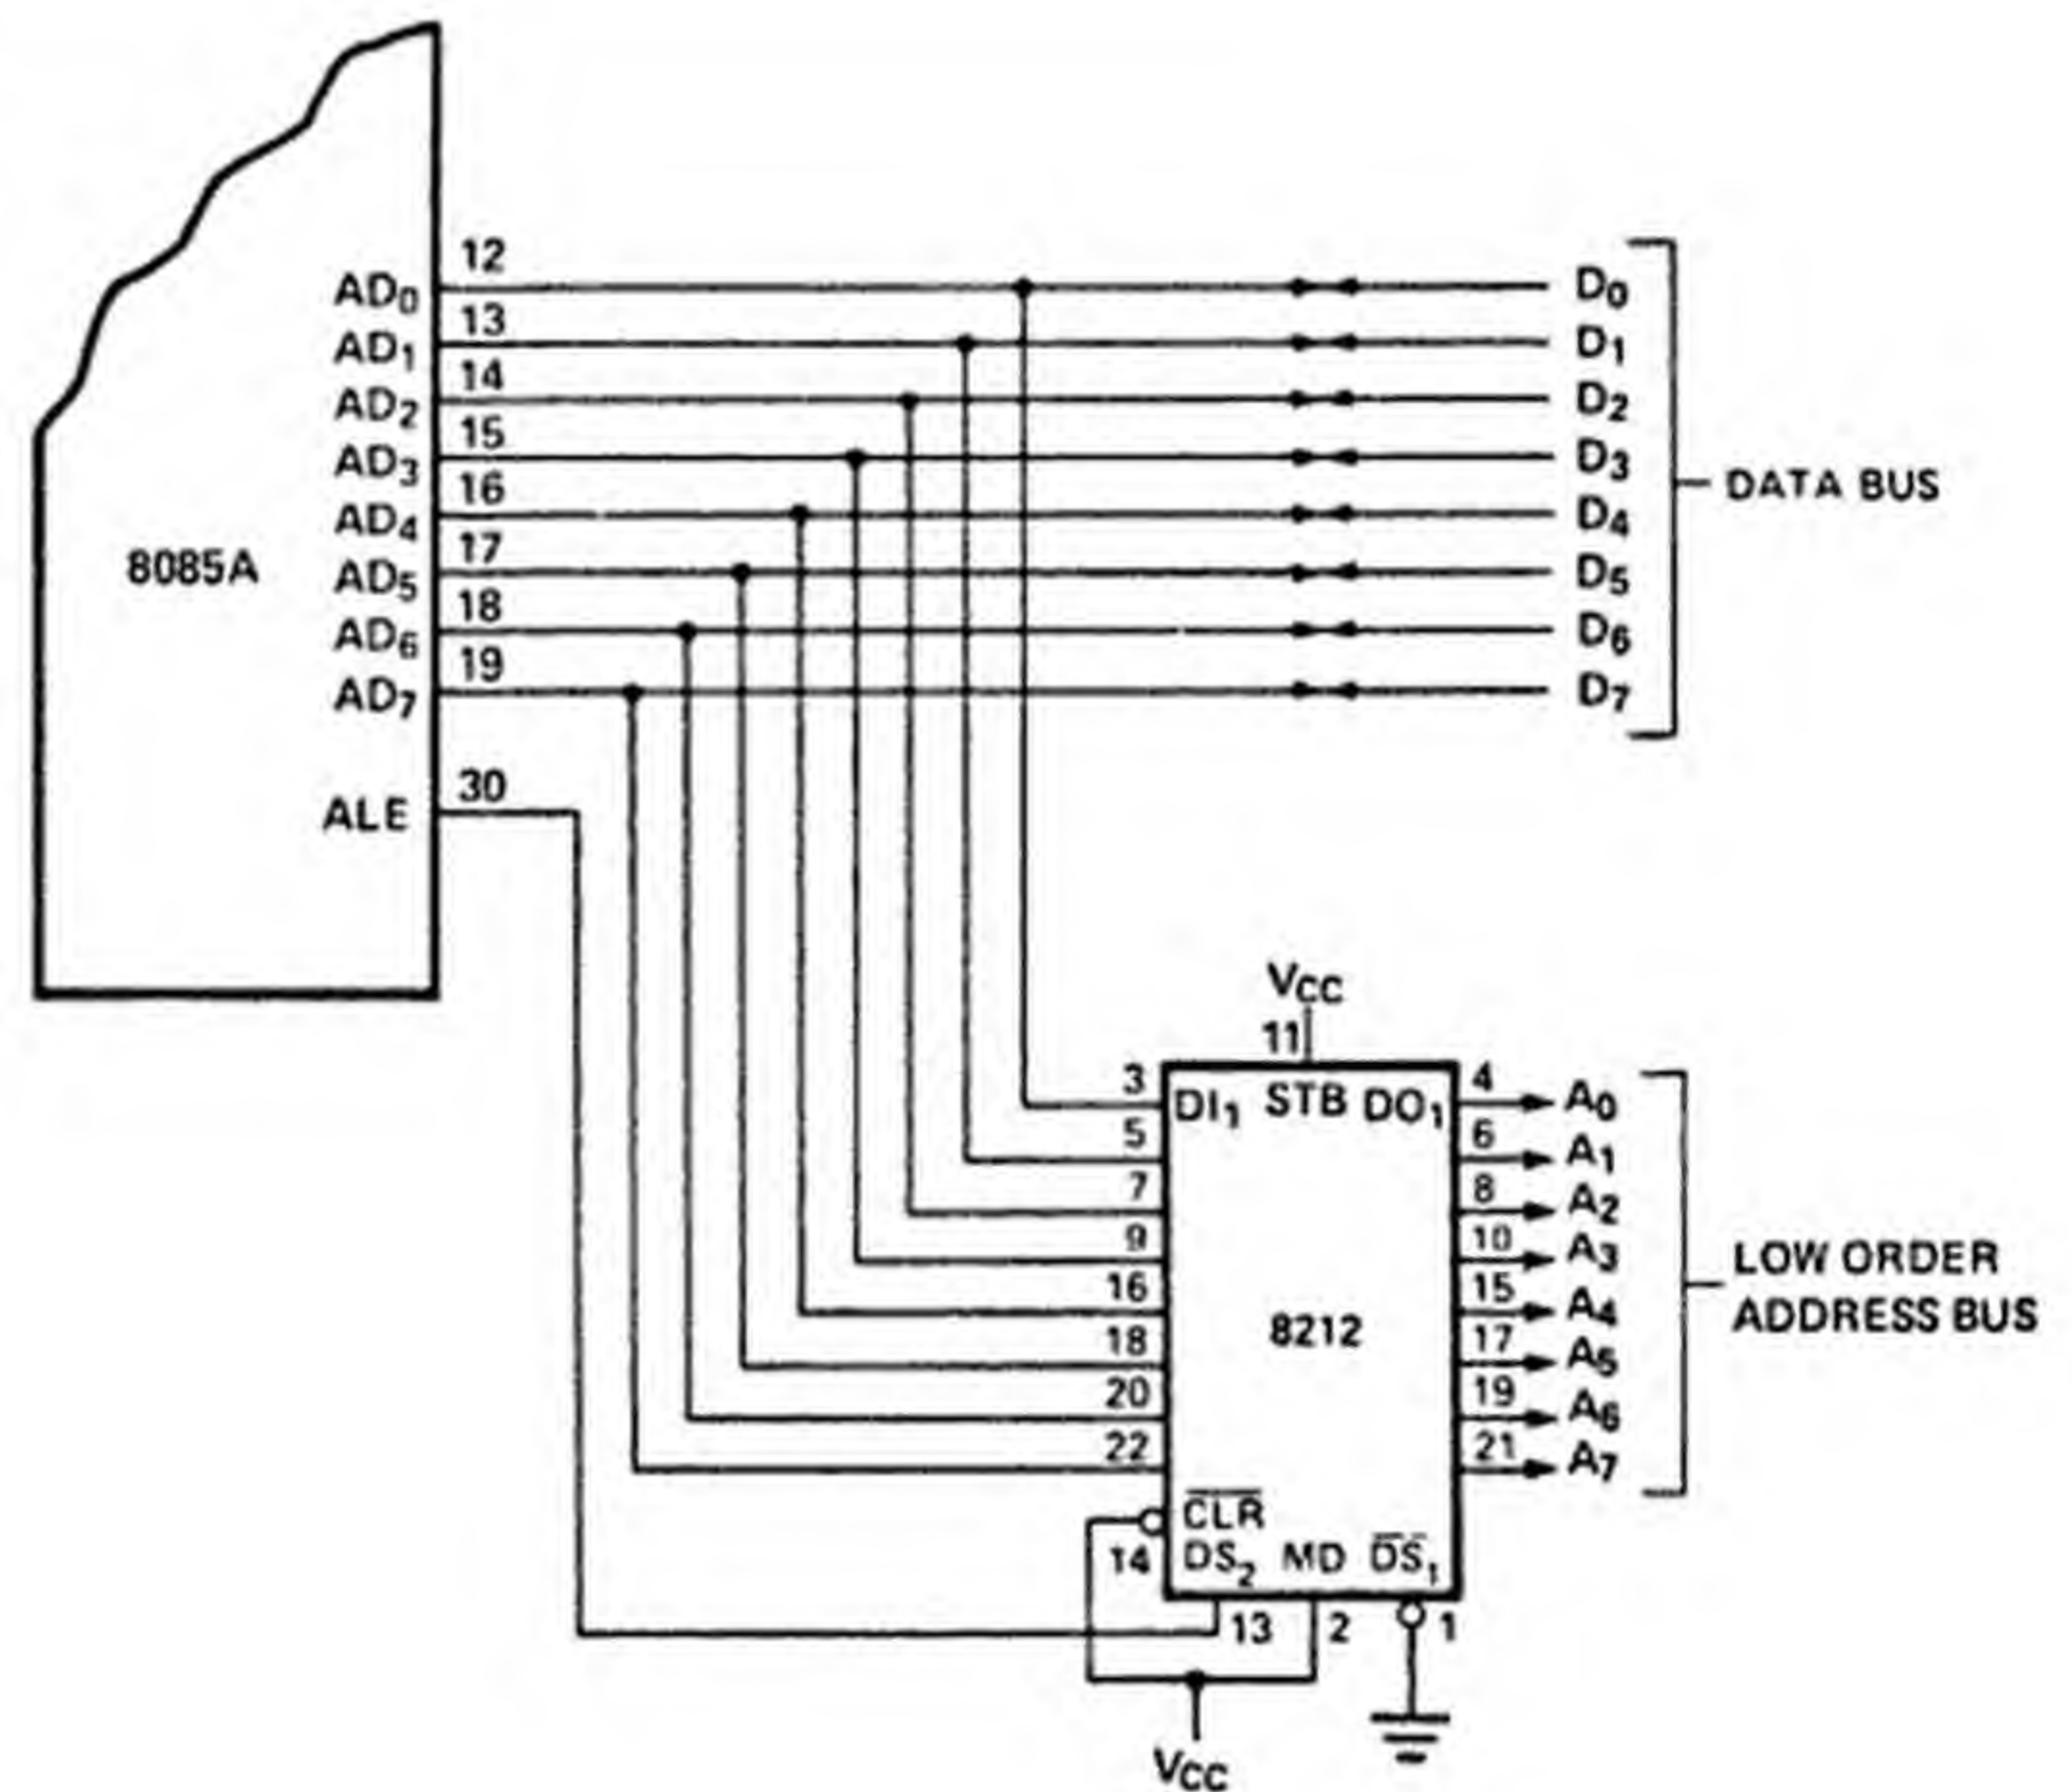 12
AD0 D0
13
AD1 D1
14
AD2 D2
15
AD3 D3
DATA BUS
16
AD4 D4
17
8085A AD5 D5
18
AD6 D6
19
AD7 D7
30
ALE
VCC
11
3 DI1 STB DO1 4 A0
5 6 A1
7 8 A2
9 10 A3
LOW ORDER
ADDRESS BUS
16 15 A4
8212
18 17 A5
20 19 A6
22 21 A7
CLR
14 DS2 MD DS1
13 2 1
VCC